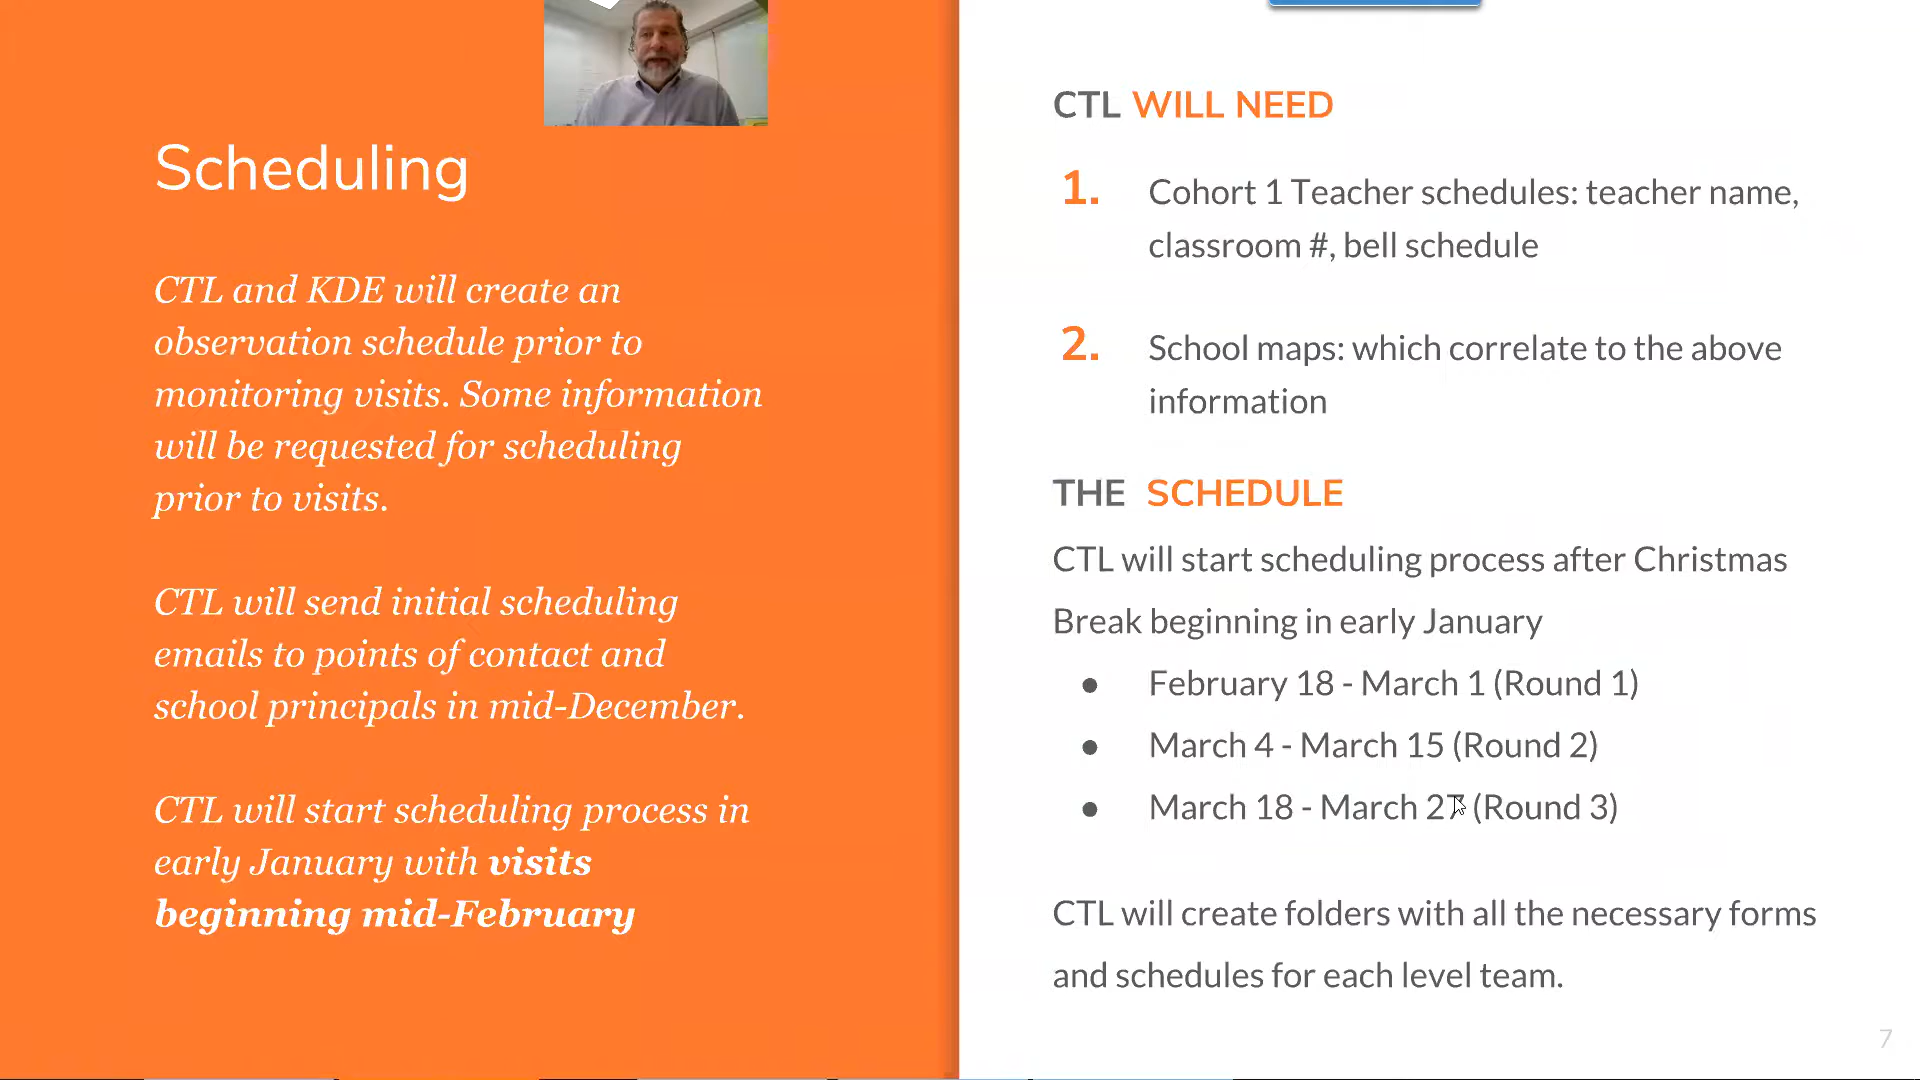 Scheduling
CTL and KDE will create an
observation schedule prior to
monitoring visits. Some information
will be requested for scheduling
prior to visits.
CTL will send initial scheduling
emails to points of contact and
school principals in mid-December.
CTL will start scheduling process in
early January with visits
beginning mid-February
CTL WILL NEED
1. Cohort 1 Teacher schedules: teacher name,
classroom #, bell schedule
2. School maps: which correlate to the above
information
THE SCHEDULE
CTL will start scheduling process after Christmas
Break beginning in early January
● February 18 - March 1 (Round 1)
● March 4 - March 15 (Round 2)
● March 18 - March 27 (Round 3)
CTL will create folders with all the necessary forms
and schedules for each level team.
7